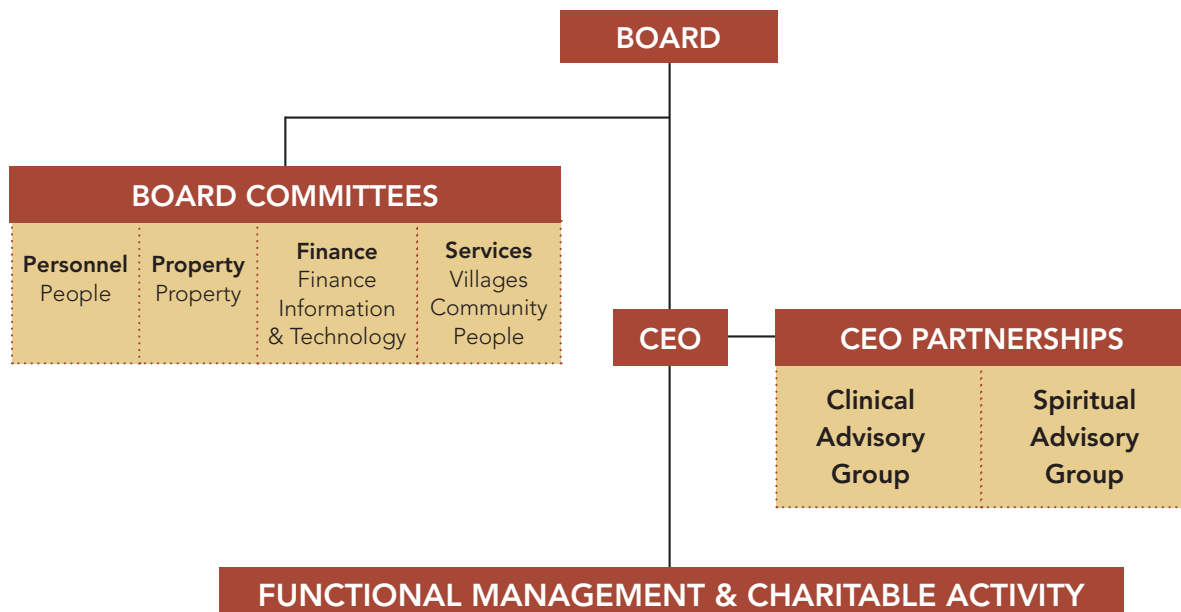 BOARD
BOARD COMMITTEES
Personnel
People
Property
Property
Finance
Finance
Information
& Technology
Services
Villages
Community
People
CEO
CEO PARTNERSHIPS
Clinical
Advisory
Group
Spiritual
Advisory
Group
FUNCTIONAL MANAGEMENT & CHARITABLE ACTIVITY